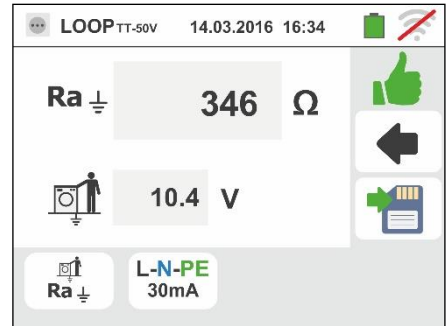 LOOP TT-50V 14.03.2016 16:34
Ra 346 Ω
10.4 V
Ra
L-N-PE
30mA